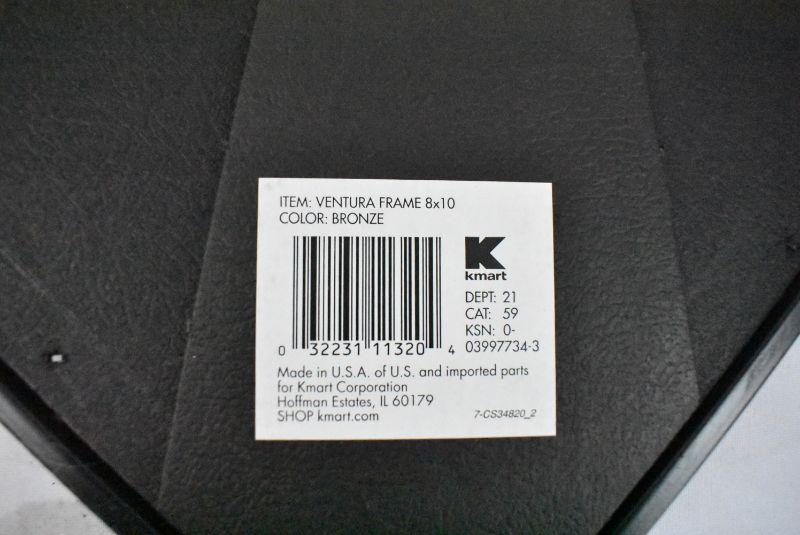 ITEM: VENTURA FRAME 8x10
COLOR: BRONZE
K
kmart
DEPT: 21
CAT: 59
KSN: 0-
03997734-3
0 32231 11320 4
Made in U.S.A. of U.S. and imported parts
for Kmart Corporation
Hoffman Estates, IL 60179
SHOP kmart.com
7-CS34820_2